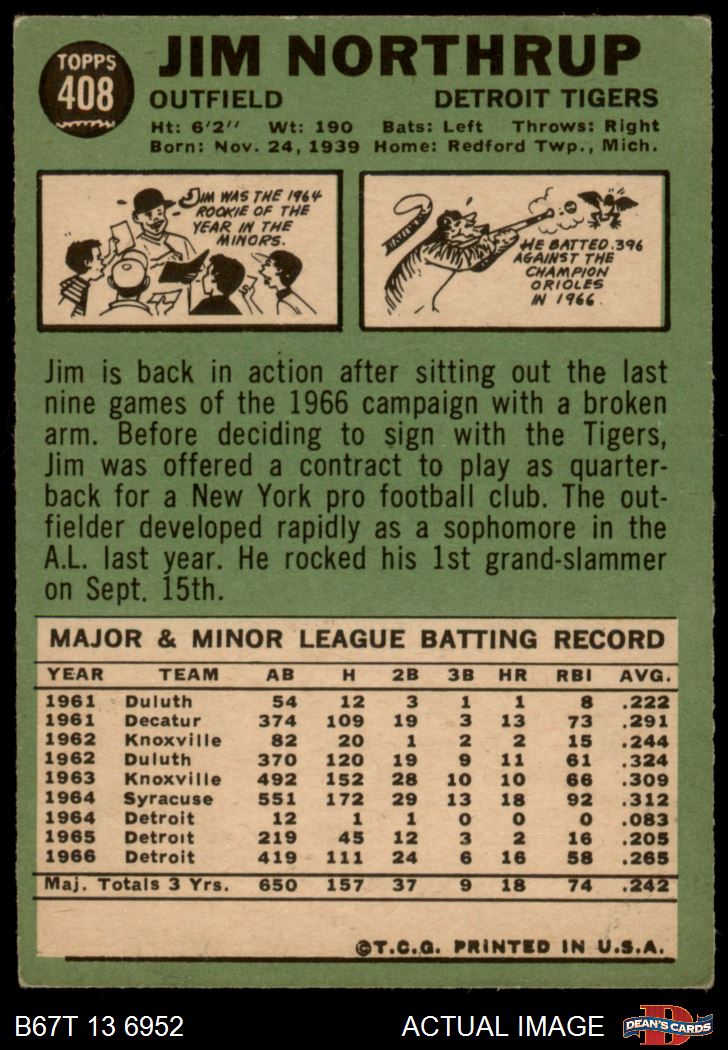 TOPPS
408
JIM NORTHRUP
OUTFIELD DETROIT TIGERS
Ht: 6'2" Wt: 190 Bats: Left Throws: Right
Born: Nov. 24, 1939 Home: Redford Twp., Mich.
JIM WAS THE 1964
ROOKIE OF THE
YEAR IN THE
MINORS.
HE BATTED .396
AGAINST THE
CHAMPION
ORIOLES
IN 1966.
Jim is back in action after sitting out the last
nine games of the 1966 campaign with a broken
arm. Before deciding to sign with the Tigers,
Jim was offered a contract to play as quarter-
back for a New York pro football club. The out-
fielder developed rapidly as a sophomore in the
A.L. last year. He rocked his 1st grand-slammer
on Sept. 15th.
MAJOR & MINOR LEAGUE BATTING RECORD
YEAR TEAM AB H 2B 3B HR RBI AVG.
1961 Duluth 54 12 3 1 1 8 .222
1961 Decatur 374 109 19 3 13 73 .291
1962 Knoxville 82 20 1 2 2 15 .244
1962 Duluth 370 120 19 9 11 61 .324
1963 Knoxville 492 152 28 10 10 66 .309
1964 Syracuse 551 172 29 13 18 92 .312
1964 Detroit 12 1 1 0 0 0 .083
1965 Detroit 219 45 12 3 2 16 .205
1966 Detroit 419 111 24 6 16 58 .265
Maj. Totals 3 Yrs. 650 157 37 9 18 74 .242
©T.C.G. PRINTED IN U.S.A.
B67T 13 6952 ACTUAL IMAGE
D
DEAN'S CARDS